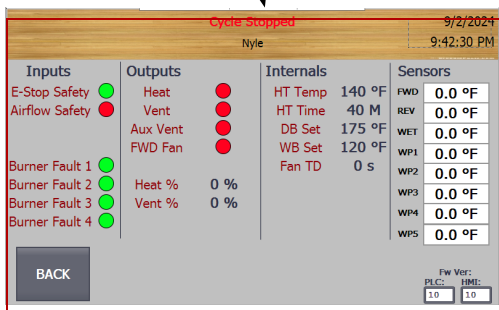 Cycle Stopped
9/2/2024
Nyle
9:42:30 PM
Inputs
E-Stop Safety
Airflow Safety
Burner Fault 1
Burner Fault 2
Burner Fault 3
Burner Fault 4
Outputs
Heat
Vent
Aux Vent
FWD Fan
Heat % 0 %
Vent % 0 %
Internals
HT Temp 140 °F
HT Time 40 M
DB Set 175 °F
WB Set 120 °F
Fan TD 0 s
Sensors
FWD 0.0 °F
REV 0.0 °F
WET 0.0 °F
WP1 0.0 °F
WP2 0.0 °F
WP3 0.0 °F
WP4 0.0 °F
WP5 0.0 °F
BACK
Fw Ver:
PLC: HMI:
10 10